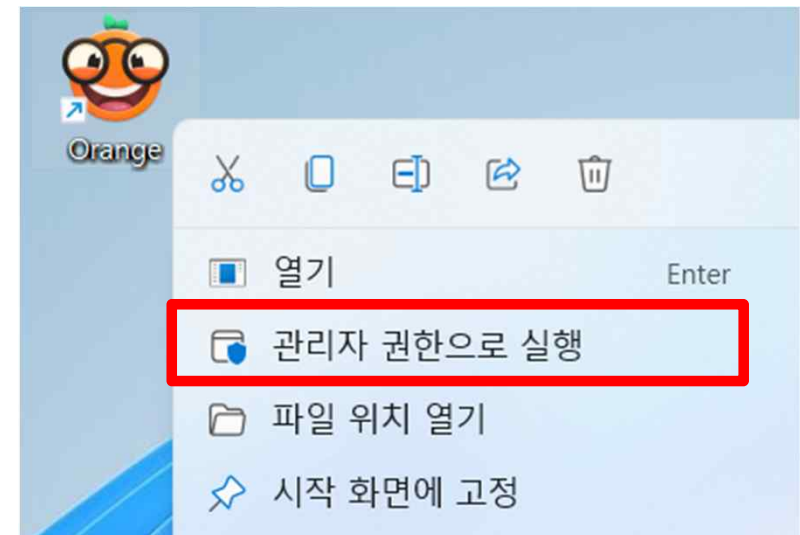 Orange
열기 Enter
관리자 권한으로 실행
파일 위치 열기
시작 화면에 고정